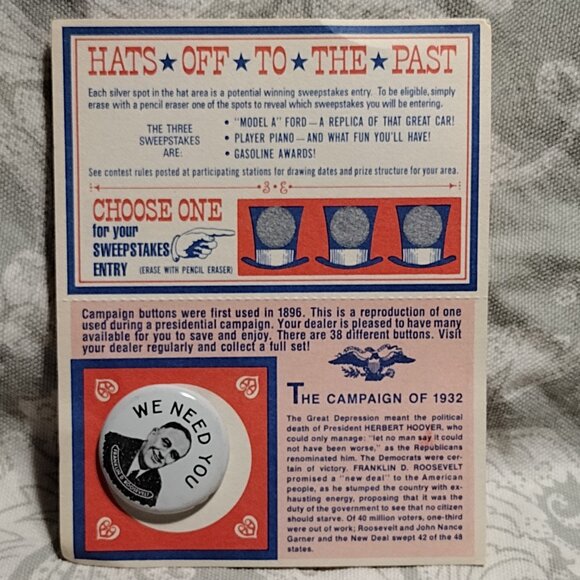 HATS★OFF★TO★THE★PAST
Each silver spot in the hat area is a potential winning sweepstakes entry. To be eligible, simply
erase with a pencil eraser one of the spots to reveal which sweepstakes you will be entering.
THE THREE
SWEEPSTAKES
ARE:
• "MODEL A" FORD — A REPLICA OF THAT GREAT CAR!
• PLAYER PIANO — AND WHAT FUN YOU'LL HAVE!
• GASOLINE AWARDS!
See contest rules posted at participating stations for drawing dates and prize structure for your area.
CHOOSE ONE
for your
SWEEPSTAKES
ENTRY
(ERASE WITH PENCIL ERASER)
Campaign buttons were first used in 1896. This is a reproduction of one
used during a presidential campaign. Your dealer is pleased to have many
available for you to save and enjoy. There are 38 different buttons. Visit
your dealer regularly and collect a full set!
WE NEED YOU
FRANKLIN D. ROOSEVELT
THE CAMPAIGN OF 1932
The Great Depression meant the political
death of President HERBERT HOOVER, who
could only manage: "let no man say it could
not have been worse," as the Republicans
renominated him. The Democrats were cer-
tain of victory. FRANKLIN D. ROOSEVELT
promised a "new deal" to the American
people, as he stumped the country with ex-
hausting energy, proposing that it was the
duty of the government to see that no citizen
should starve. Of 40 million voters, one-third
were out of work; Roosevelt and John Nance
Garner and the New Deal swept 42 of the 48
states.